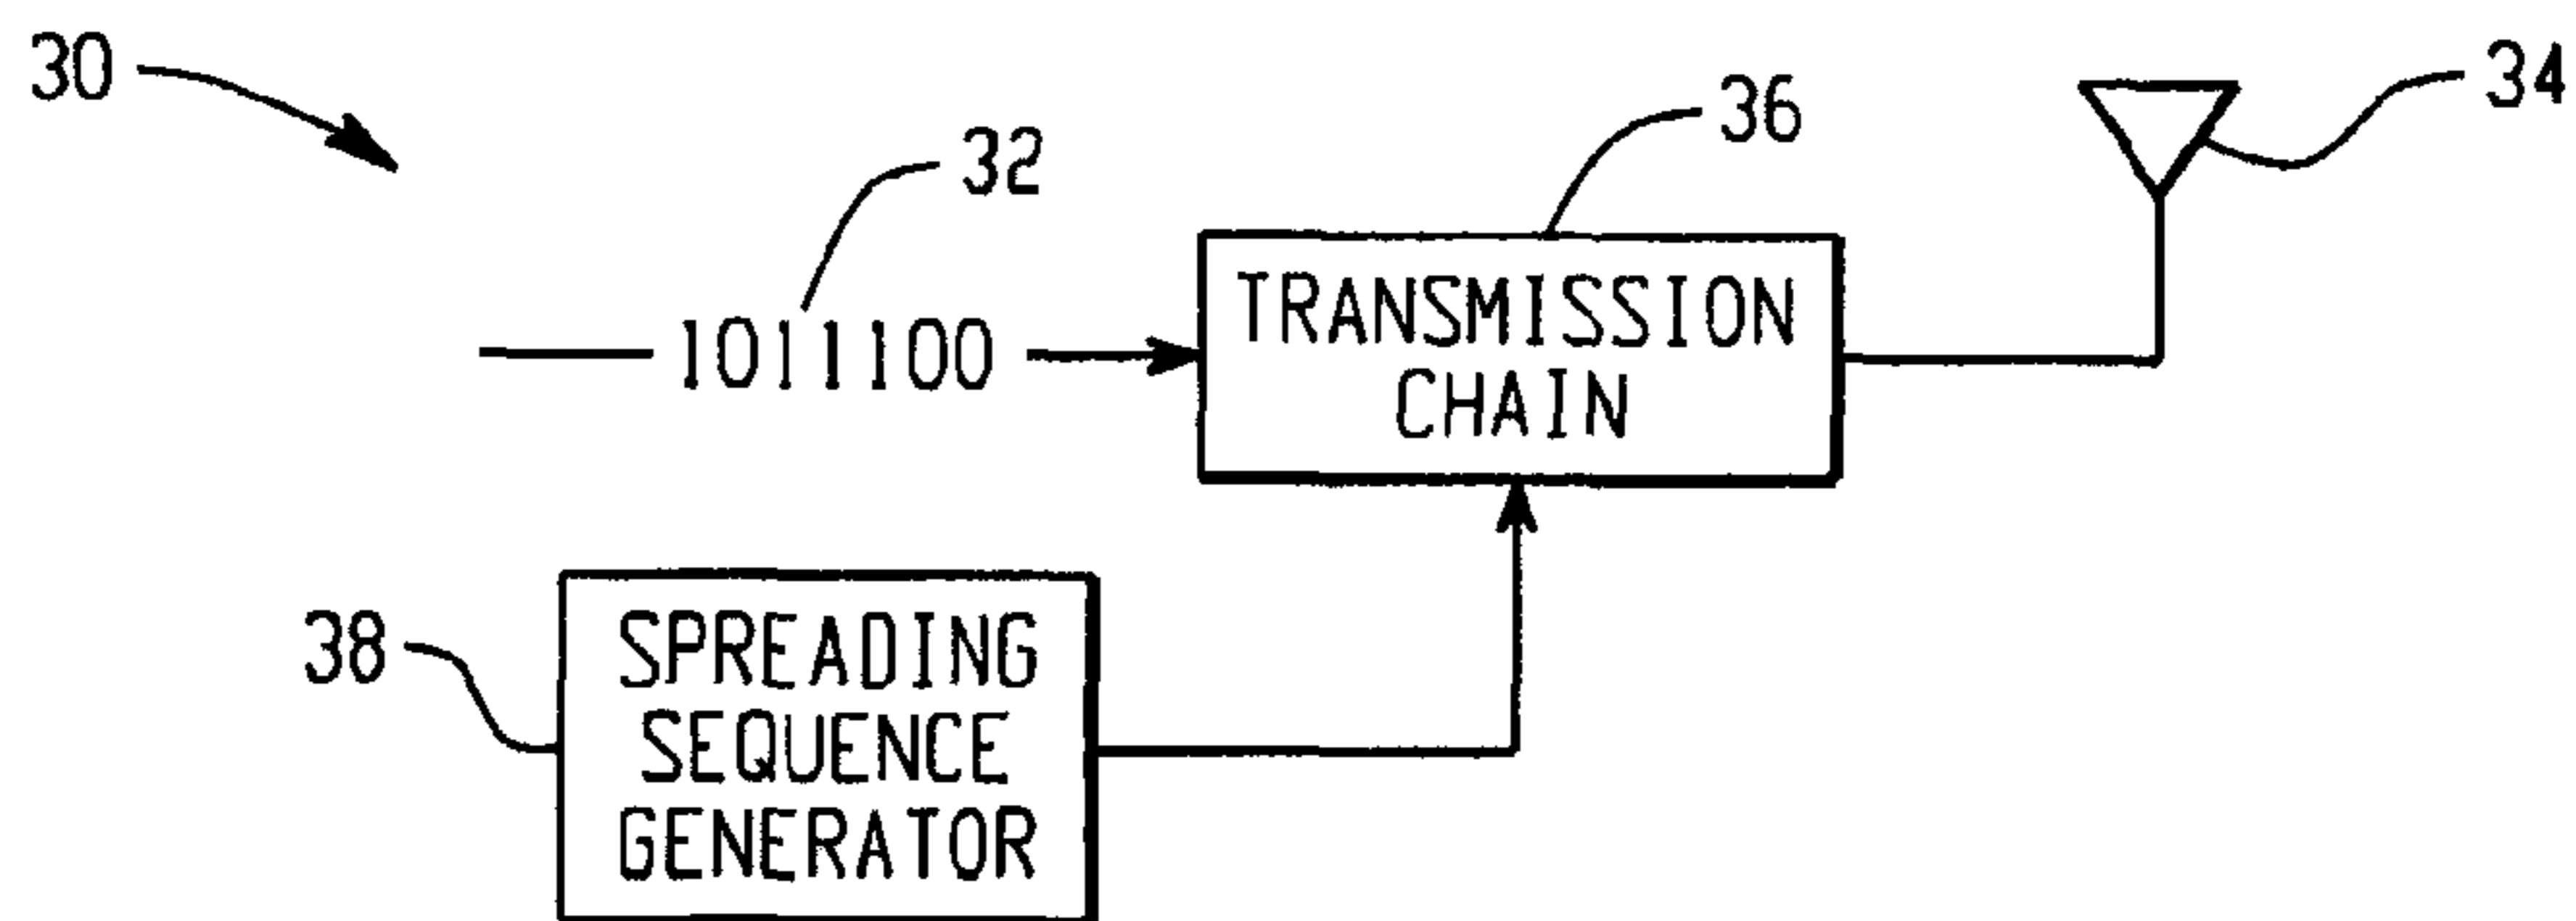 30
32
36
34
1011100
TRANSMISSION
CHAIN
38
SPREADING
SEQUENCE
GENERATOR